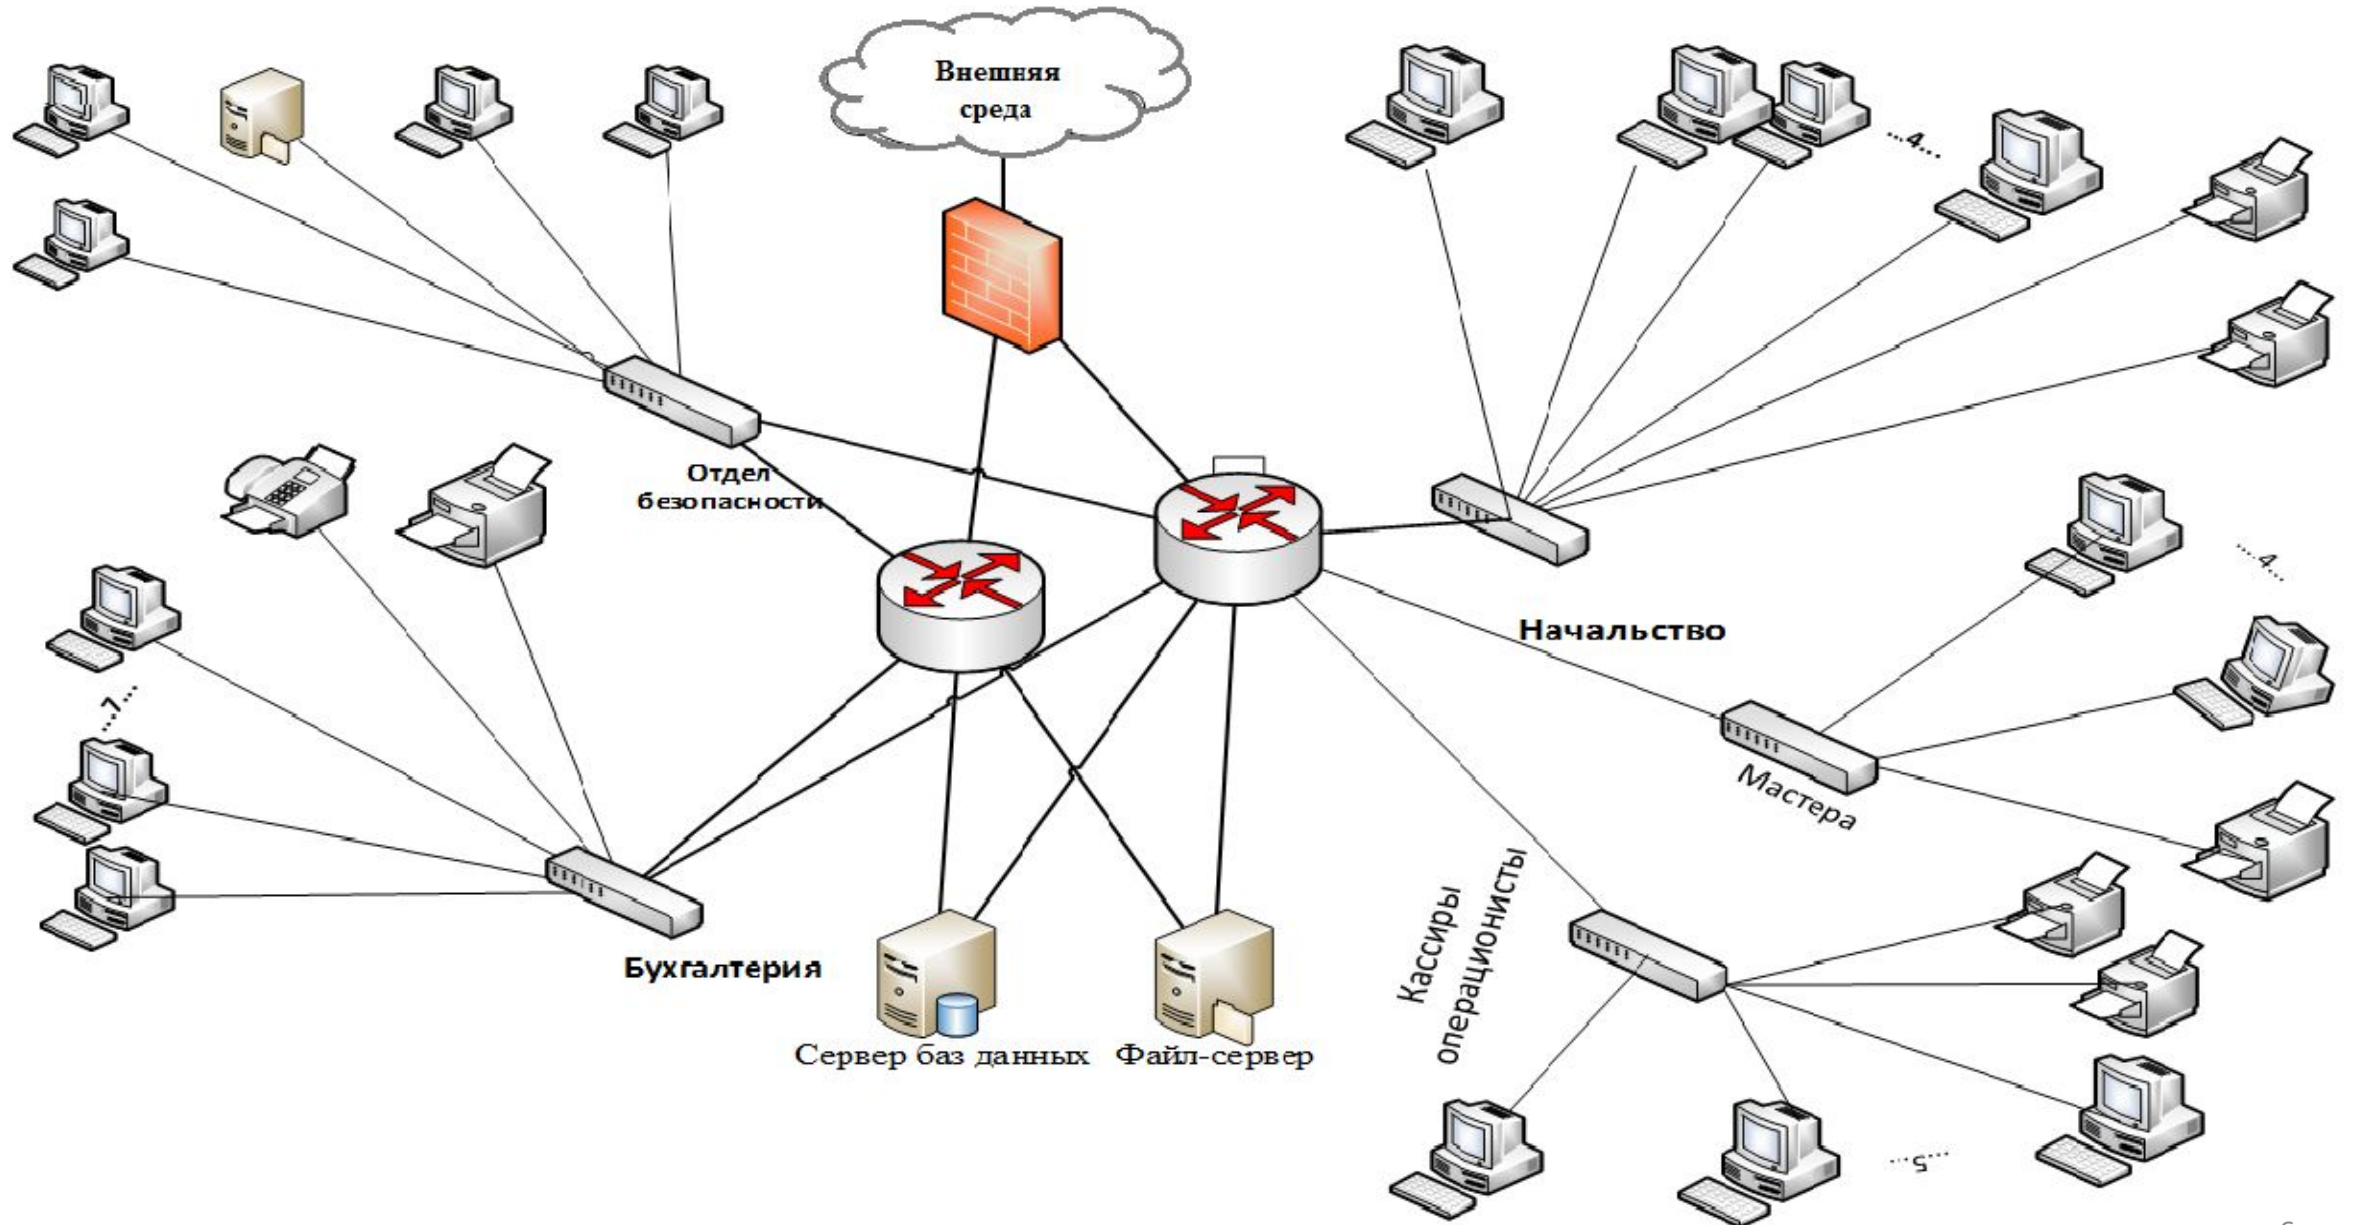 Внешняя
среда
...4...
Отдел
безопасности
....4...
Начальство
...7...
Мастера
Кассиры
операционисты
Бухгалтерия
Сервер баз данных
Файл-сервер
...5...